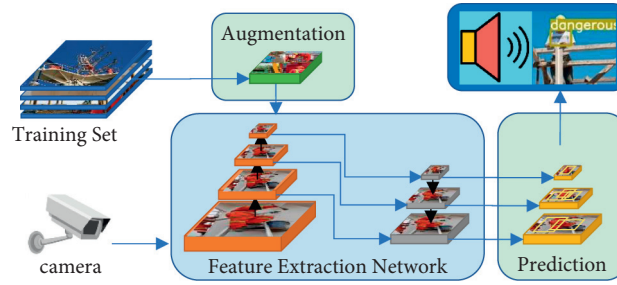 Augmentation
dangerous
Training Set
camera
Feature Extraction Network
Prediction